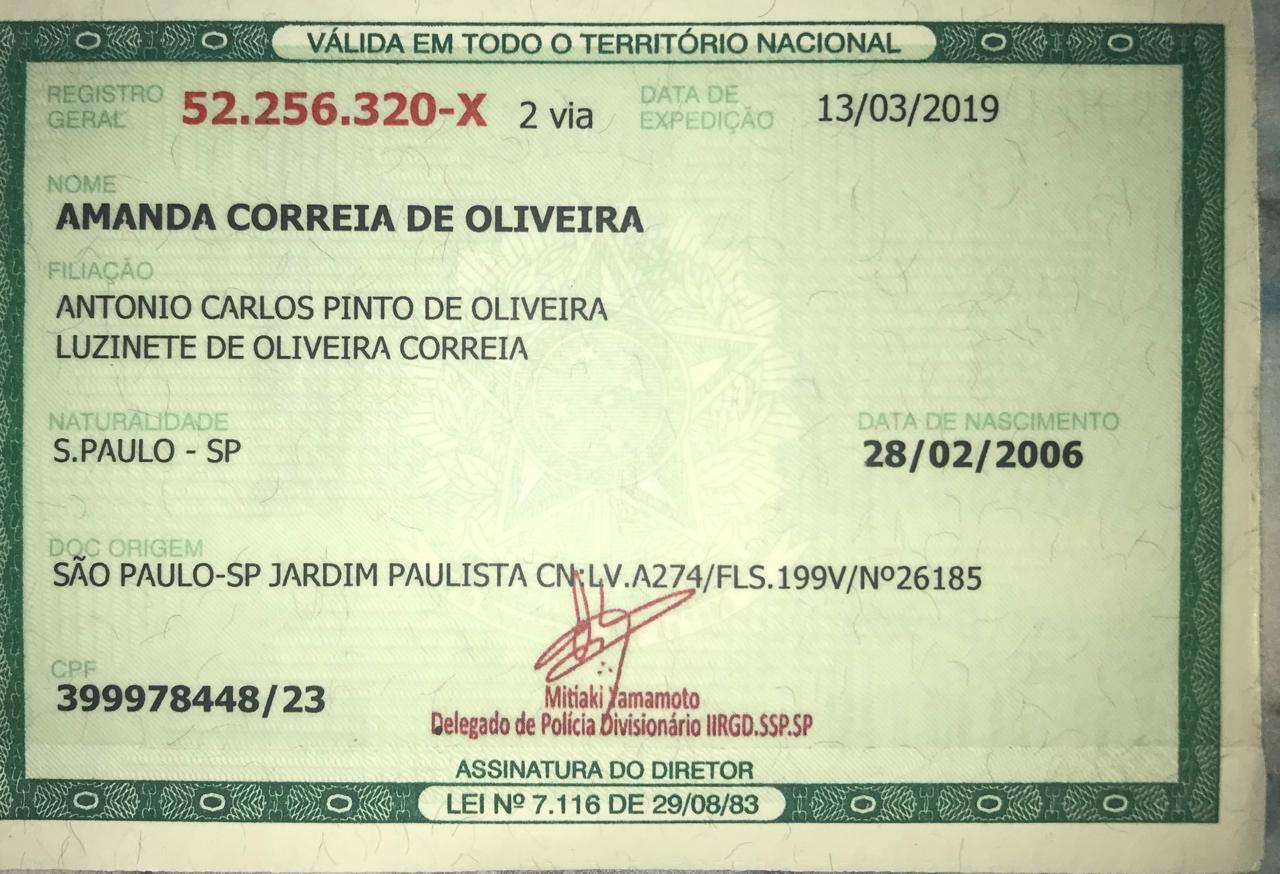 VÁLIDA EM TODO O TERRITÓRIO NACIONAL
REGISTRO GERAL 52.256.320-X 2 via DATA DE EXPEDIÇÃO 13/03/2019
NOME
AMANDA CORREIA DE OLIVEIRA
FILIAÇÃO
ANTONIO CARLOS PINTO DE OLIVEIRA
LUZINETE DE OLIVEIRA CORREIA
NATURALIDADE DATA DE NASCIMENTO
S.PAULO - SP 28/02/2006
DOC ORIGEM
SÃO PAULO-SP JARDIM PAULISTA CN:LV.A274/FLS.199V/Nº26185
CPF
399978448/23
Mitiaki Yamamoto
Delegado de Polícia Divisionário IIRGD.SSP.SP
ASSINATURA DO DIRETOR
LEI Nº 7.116 DE 29/08/83